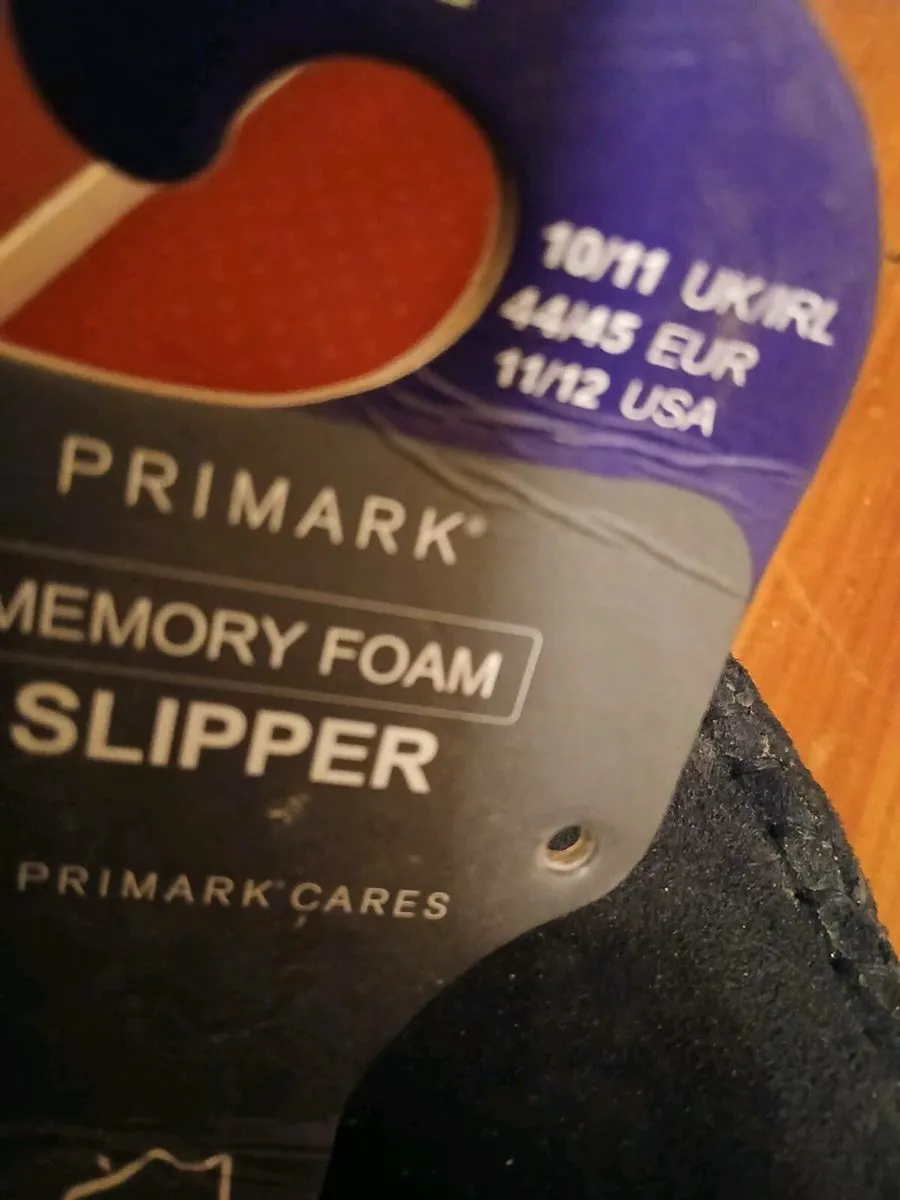 10/11 UK/IRL
44/45 EUR
11/12 USA
PRIMARK®
MEMORY FOAM
SLIPPER
PRIMARK® CARES